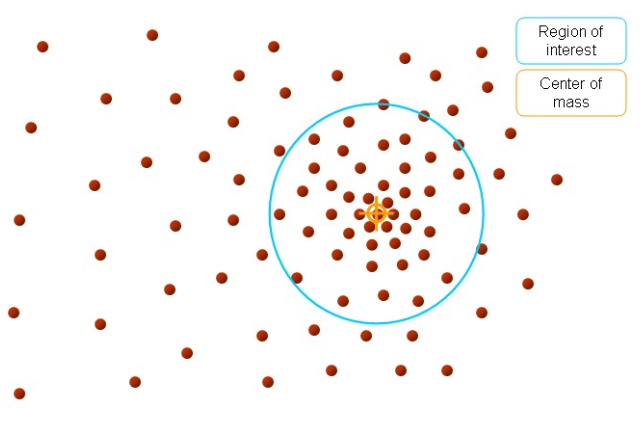 Region of
interest
Center of
mass